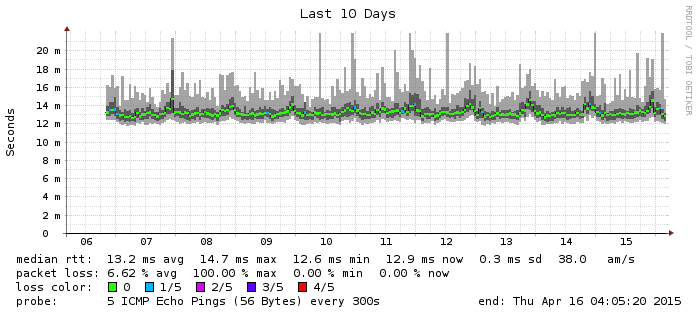 Last 10 Days
RRDTOOL / TOBI OETIKER
Seconds
20 m
18 m
16 m
14 m
12 m
10 m
8 m
6 m
4 m
2 m
0
06 07 08 09 10 11 12 13 14 15
median rtt: 13.2 ms avg 14.7 ms max 12.6 ms min 12.9 ms now 0.3 ms sd 38.0 am/s
packet loss: 6.62 % avg 100.00 % max 0.00 % min 0.00 % now
loss color: 0 1/5 2/5 3/5 4/5
probe: 5 ICMP Echo Pings (56 Bytes) every 300s end: Thu Apr 16 04:05:20 2015